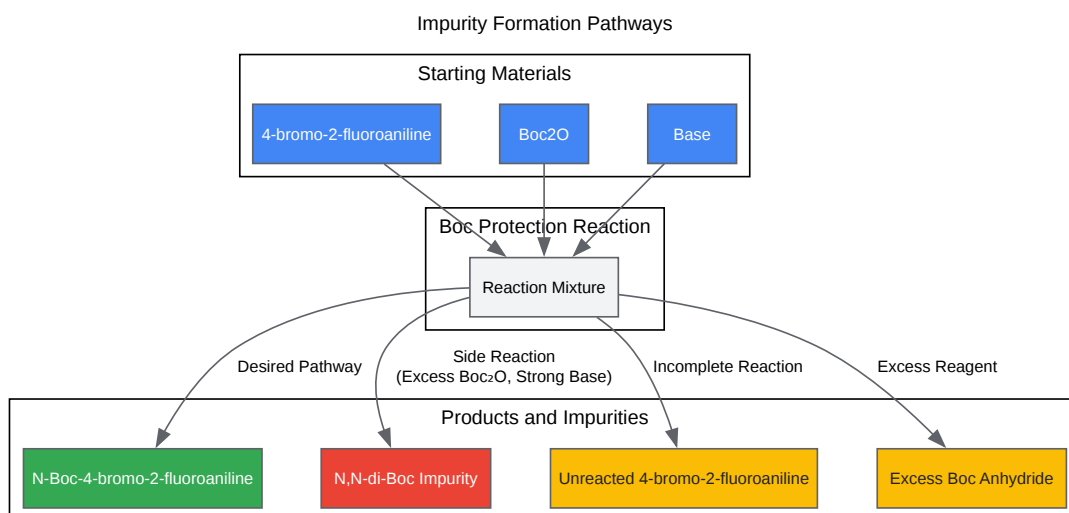 Impurity Formation Pathways
Starting Materials
4-bromo-2-fluoroaniline
Boc2O
Base
Boc Protection Reaction
Reaction Mixture
Desired Pathway
Side Reaction
(Excess Boc₂O, Strong Base)
Incomplete Reaction
Excess Reagent
Products and Impurities
N-Boc-4-bromo-2-fluoroaniline
N,N-di-Boc Impurity
Unreacted 4-bromo-2-fluoroaniline
Excess Boc Anhydride